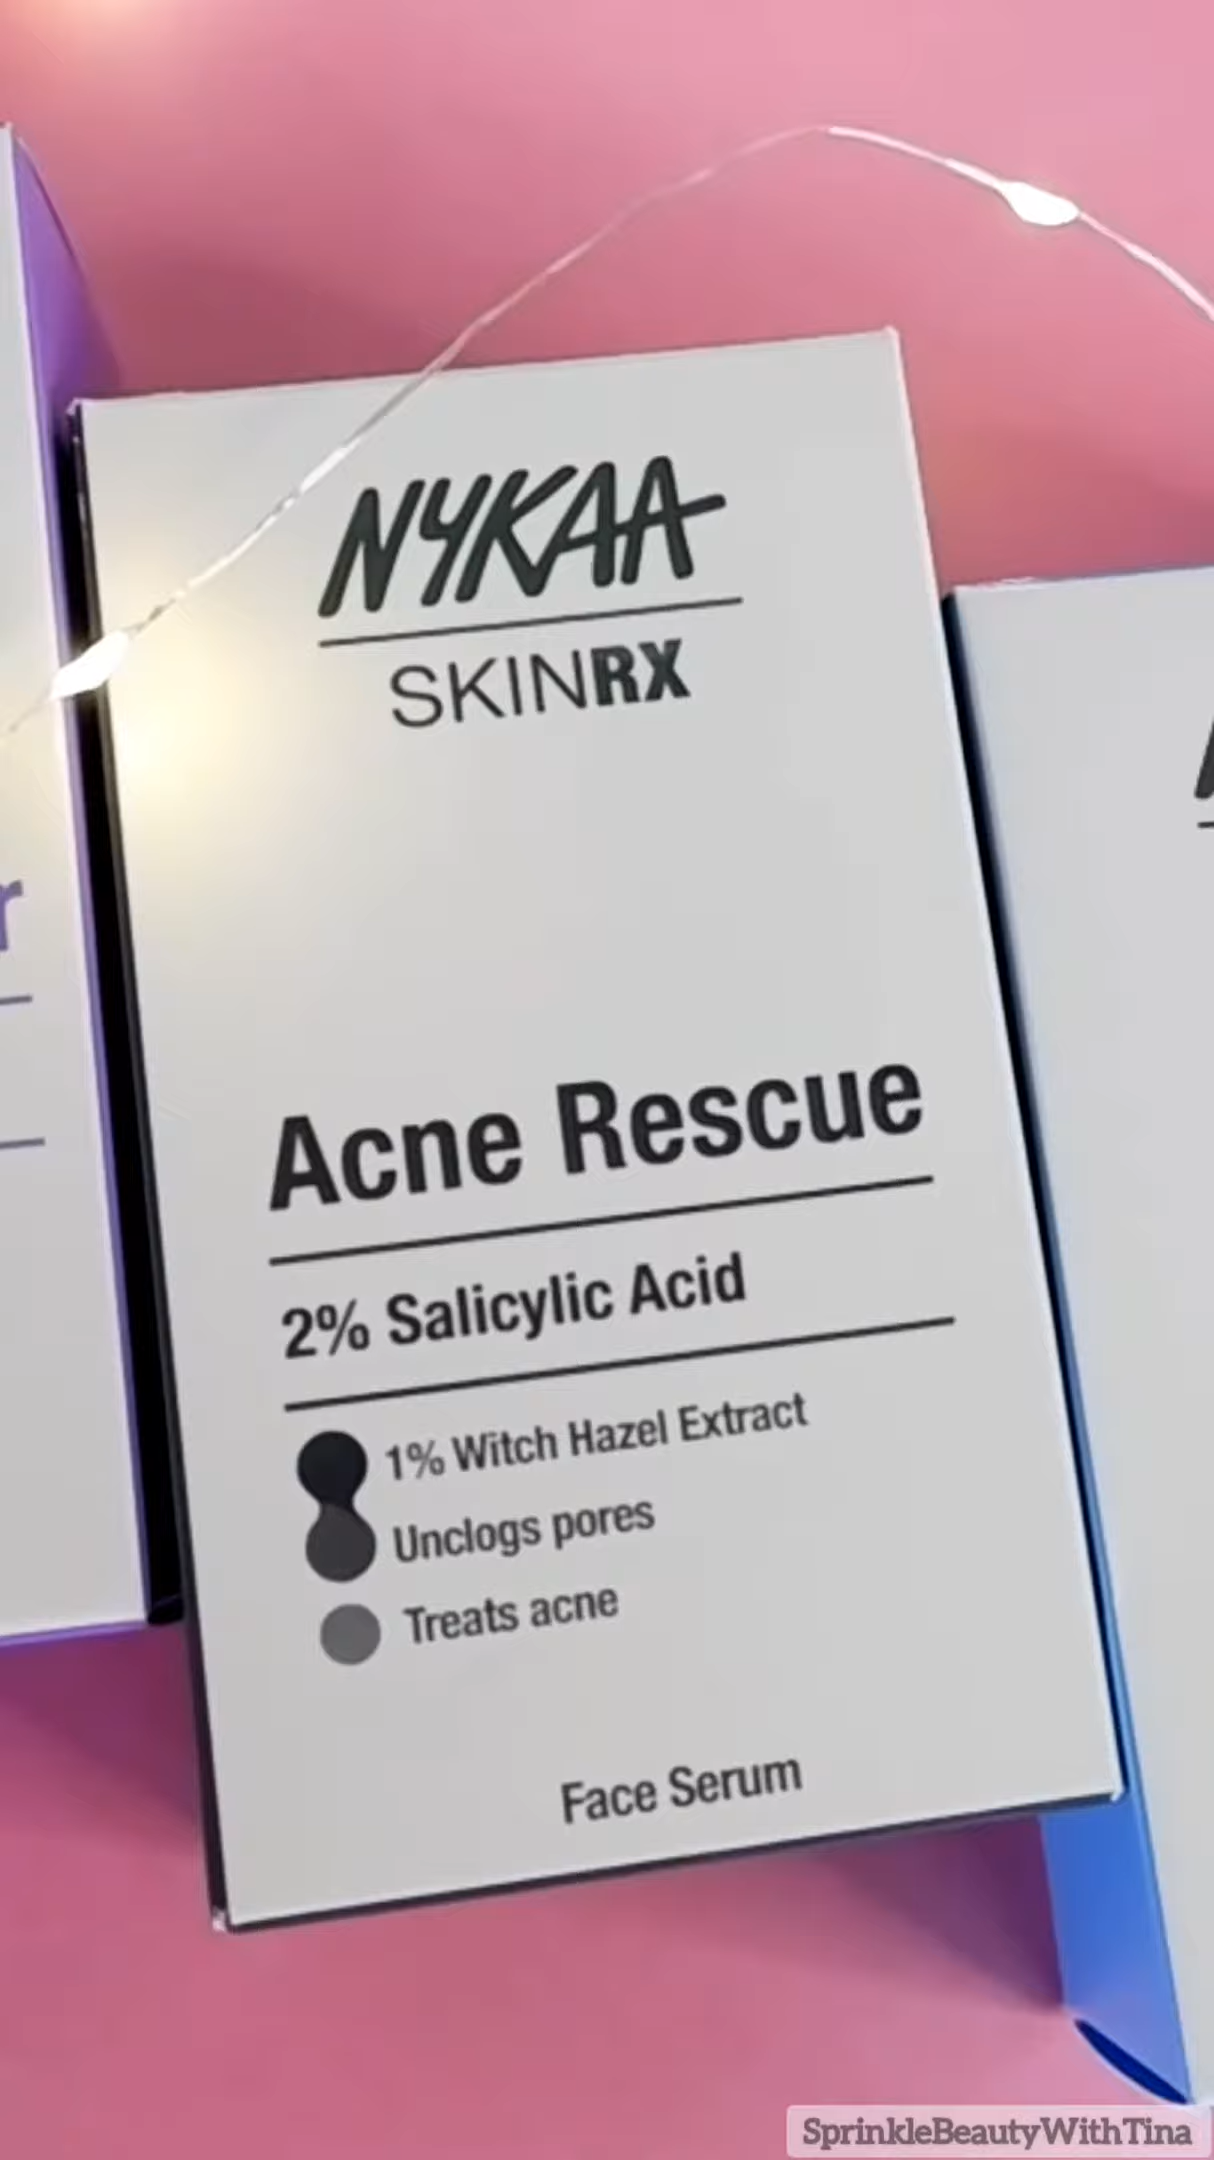 NYKAA
SKINRX
Acne Rescue
2% Salicylic Acid
1% Witch Hazel Extract
Unclogs pores
Treats acne
Face Serum
r
SprinkleBeautyWithTina